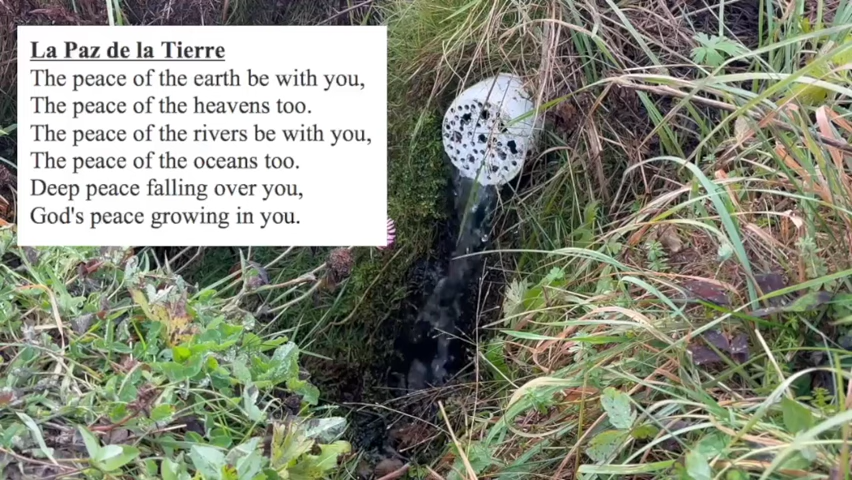 La Paz de la Tierre
The peace of the earth be with you,
The peace of the heavens too.
The peace of the rivers be with you,
The peace of the oceans too.
Deep peace falling over you,
God's peace growing in you.